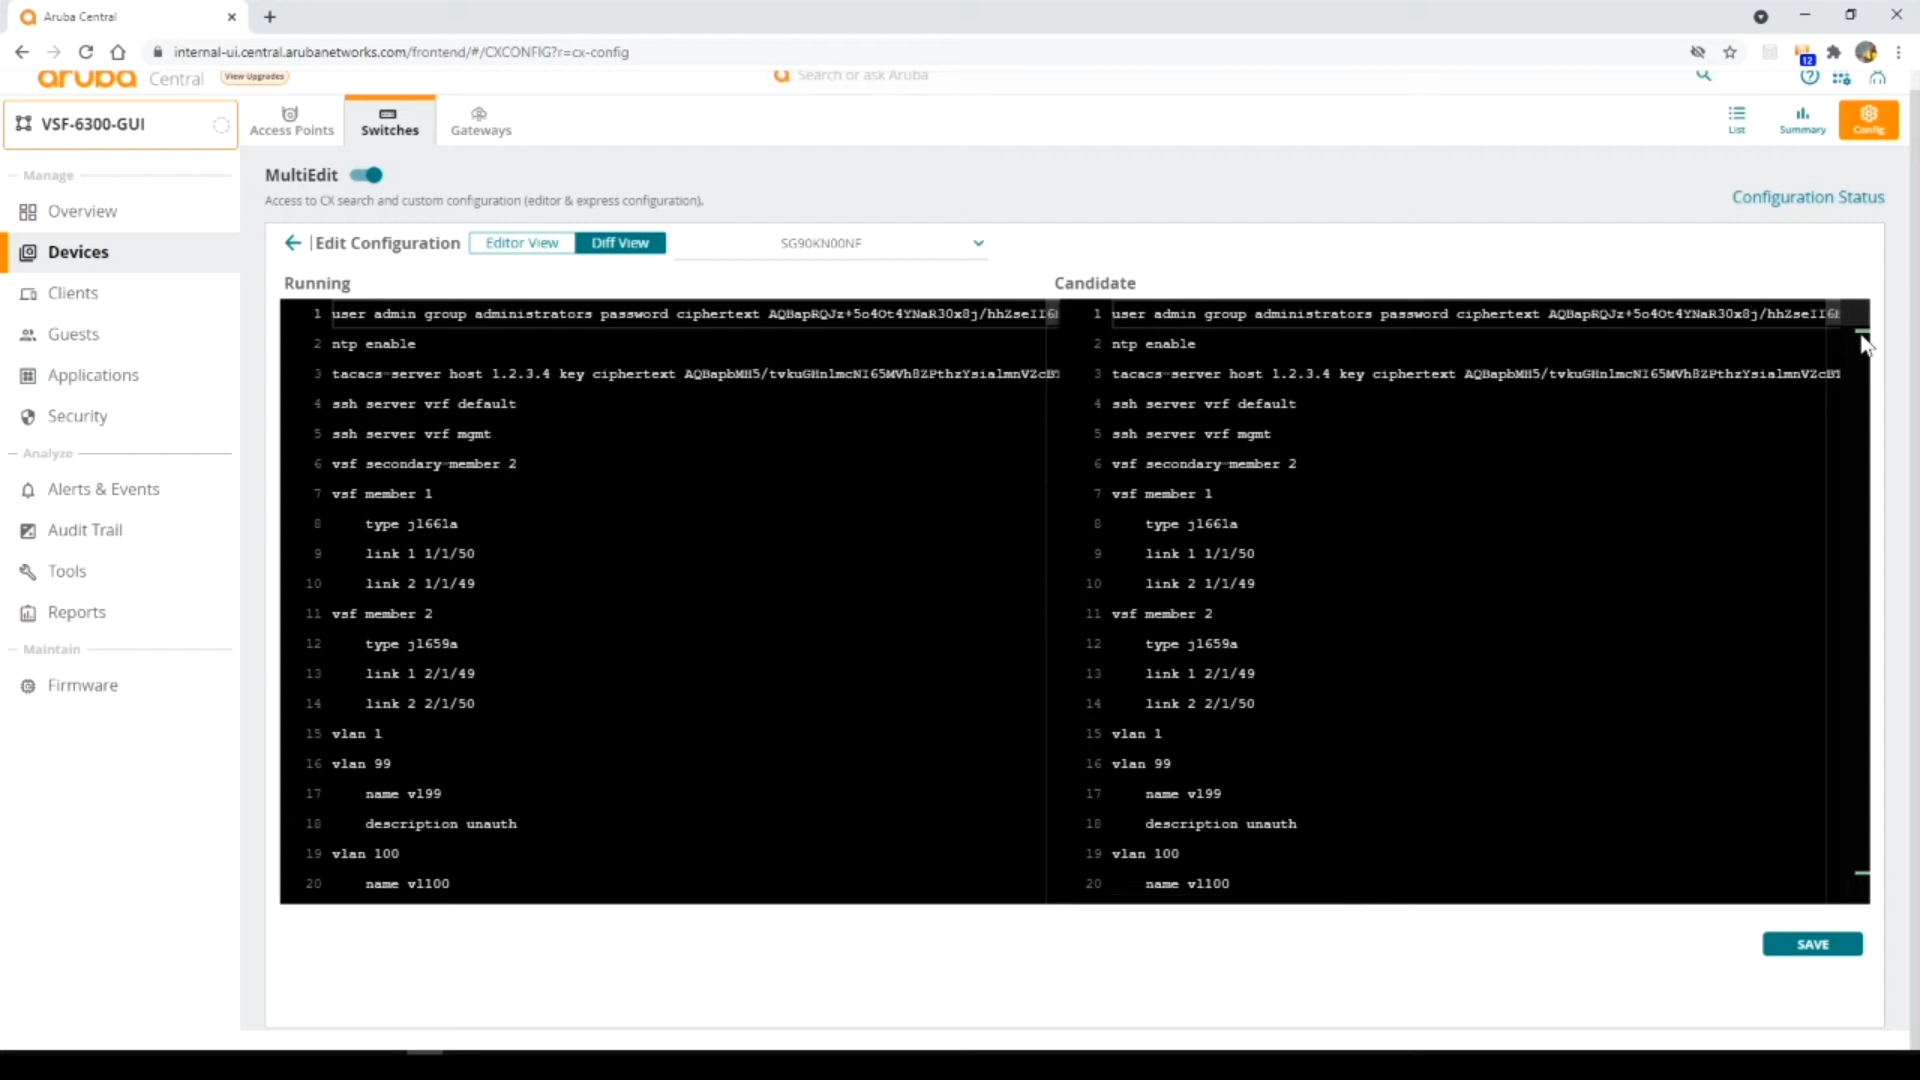 Aruba Central
internal-ui.central.arubanetworks.com/frontend/#/CXCONFIG?r=cx-config
12
aruba Central View Upgrades
Search or ask Aruba
VSF-6300-GUI
Access Points
Switches
Gateways
List
Summary
Config
Manage
Overview
Devices
Clients
Guests
Applications
Security
Analyze
Alerts & Events
Audit Trail
Tools
Reports
Maintain
Firmware
MultiEdit
Access to CX search and custom configuration (editor & express configuration).
Configuration Status
Edit Configuration
Editor View
Diff View
SG90KN00NF
Running
1 user admin group administrators password ciphertext
2 ntp enable
3 tacacs-server host 1.2.3.4 key ciphertext
4 ssh server vrf default
5 ssh server vrf mgmt
6 vsf secondary-member 2
7 vsf member 1
8 type jl661a
9 link 1 1/1/50
10 link 2 1/1/49
11 vsf member 2
12 type jl659a
13 link 1 2/1/49
14 link 2 2/1/50
15 vlan 1
16 vlan 99
17 name vl99
18 description unauth
19 vlan 100
20 name vl100
Candidate
1 user admin group administrators password ciphertext
2 ntp enable
3 tacacs-server host 1.2.3.4 key ciphertext
4 ssh server vrf default
5 ssh server vrf mgmt
6 vsf secondary-member 2
7 vsf member 1
8 type jl661a
9 link 1 1/1/50
10 link 2 1/1/49
11 vsf member 2
12 type jl659a
13 link 1 2/1/49
14 link 2 2/1/50
15 vlan 1
16 vlan 99
17 name vl99
18 description unauth
19 vlan 100
20 name vl100
SAVE